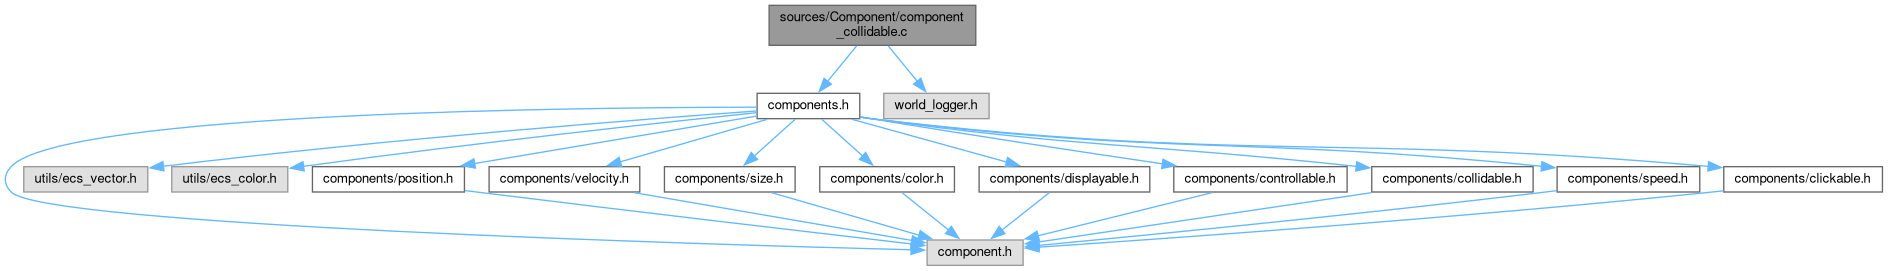 sources/Component/component
_collidable.c
components.h
world_logger.h
utils/ecs_vector.h
utils/ecs_color.h
components/position.h
components/velocity.h
components/size.h
components/color.h
components/displayable.h
components/controllable.h
components/collidable.h
components/speed.h
components/clickable.h
component.h